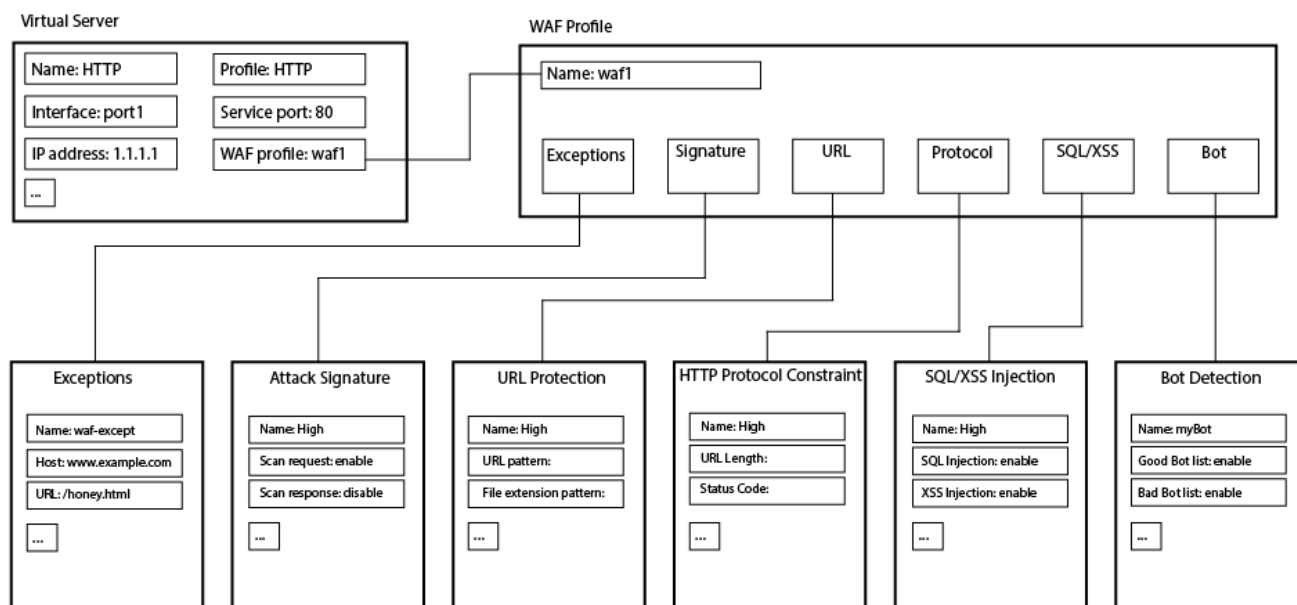 Virtual Server
Name: HTTP
Profile: HTTP
Interface: port1
Service port: 80
IP address: 1.1.1.1
WAF profile: waf1
...
WAF Profile
Name: waf1
Exceptions
Signature
URL
Protocol
SQL/XSS
Bot
Exceptions
Name: waf-except
Host: www.example.com
URL: /honey.html
...
Attack Signature
Name: High
Scan request: enable
Scan response: disable
...
URL Protection
Name: High
URL pattern:
File extension pattern:
...
HTTP Protocol Constraint
Name: High
URL Length:
Status Code:
...
SQL/XSS Injection
Name: High
SQL Injection: enable
XSS Injection: enable
...
Bot Detection
Name: myBot
Good Bot list: enable
Bad Bot list: enable
...